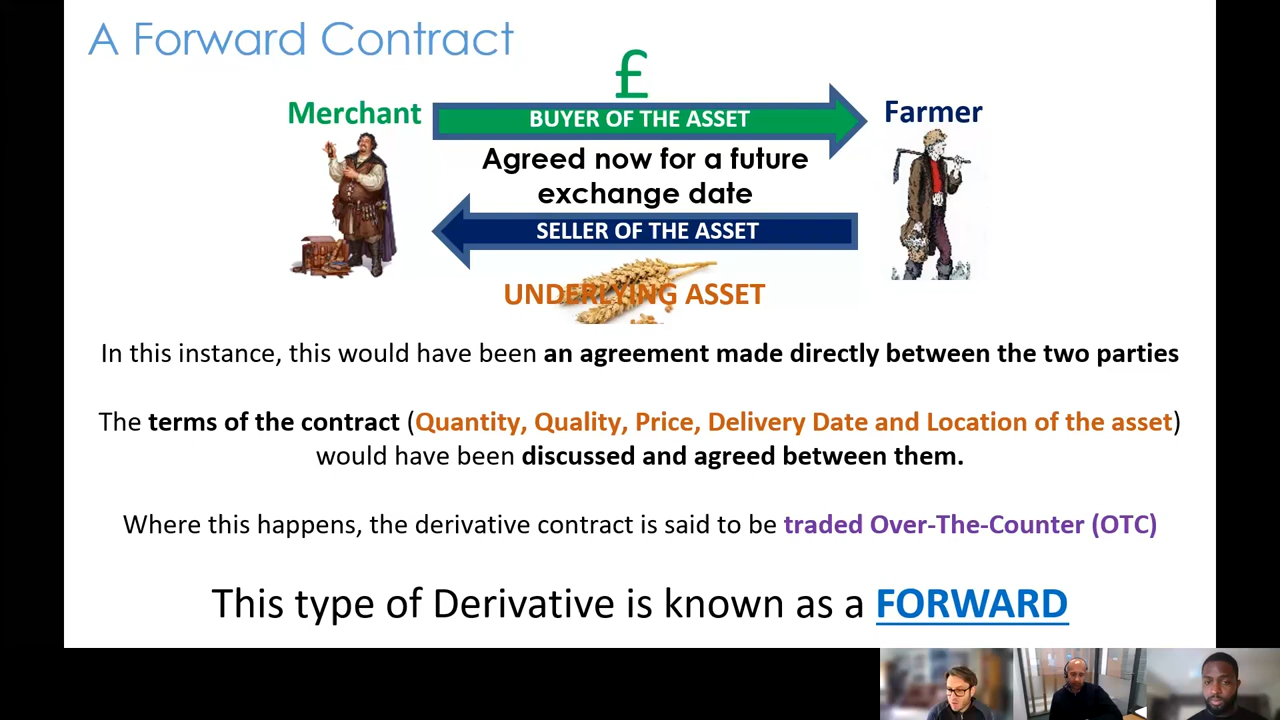 A Forward Contract
£
Merchant
BUYER OF THE ASSET
Farmer
Agreed now for a future
exchange date
SELLER OF THE ASSET
UNDERLYING ASSET
In this instance, this would have been an agreement made directly between the two parties
The terms of the contract (Quantity, Quality, Price, Delivery Date and Location of the asset)
would have been discussed and agreed between them.
Where this happens, the derivative contract is said to be traded Over-The-Counter (OTC)
This type of Derivative is known as a FORWARD